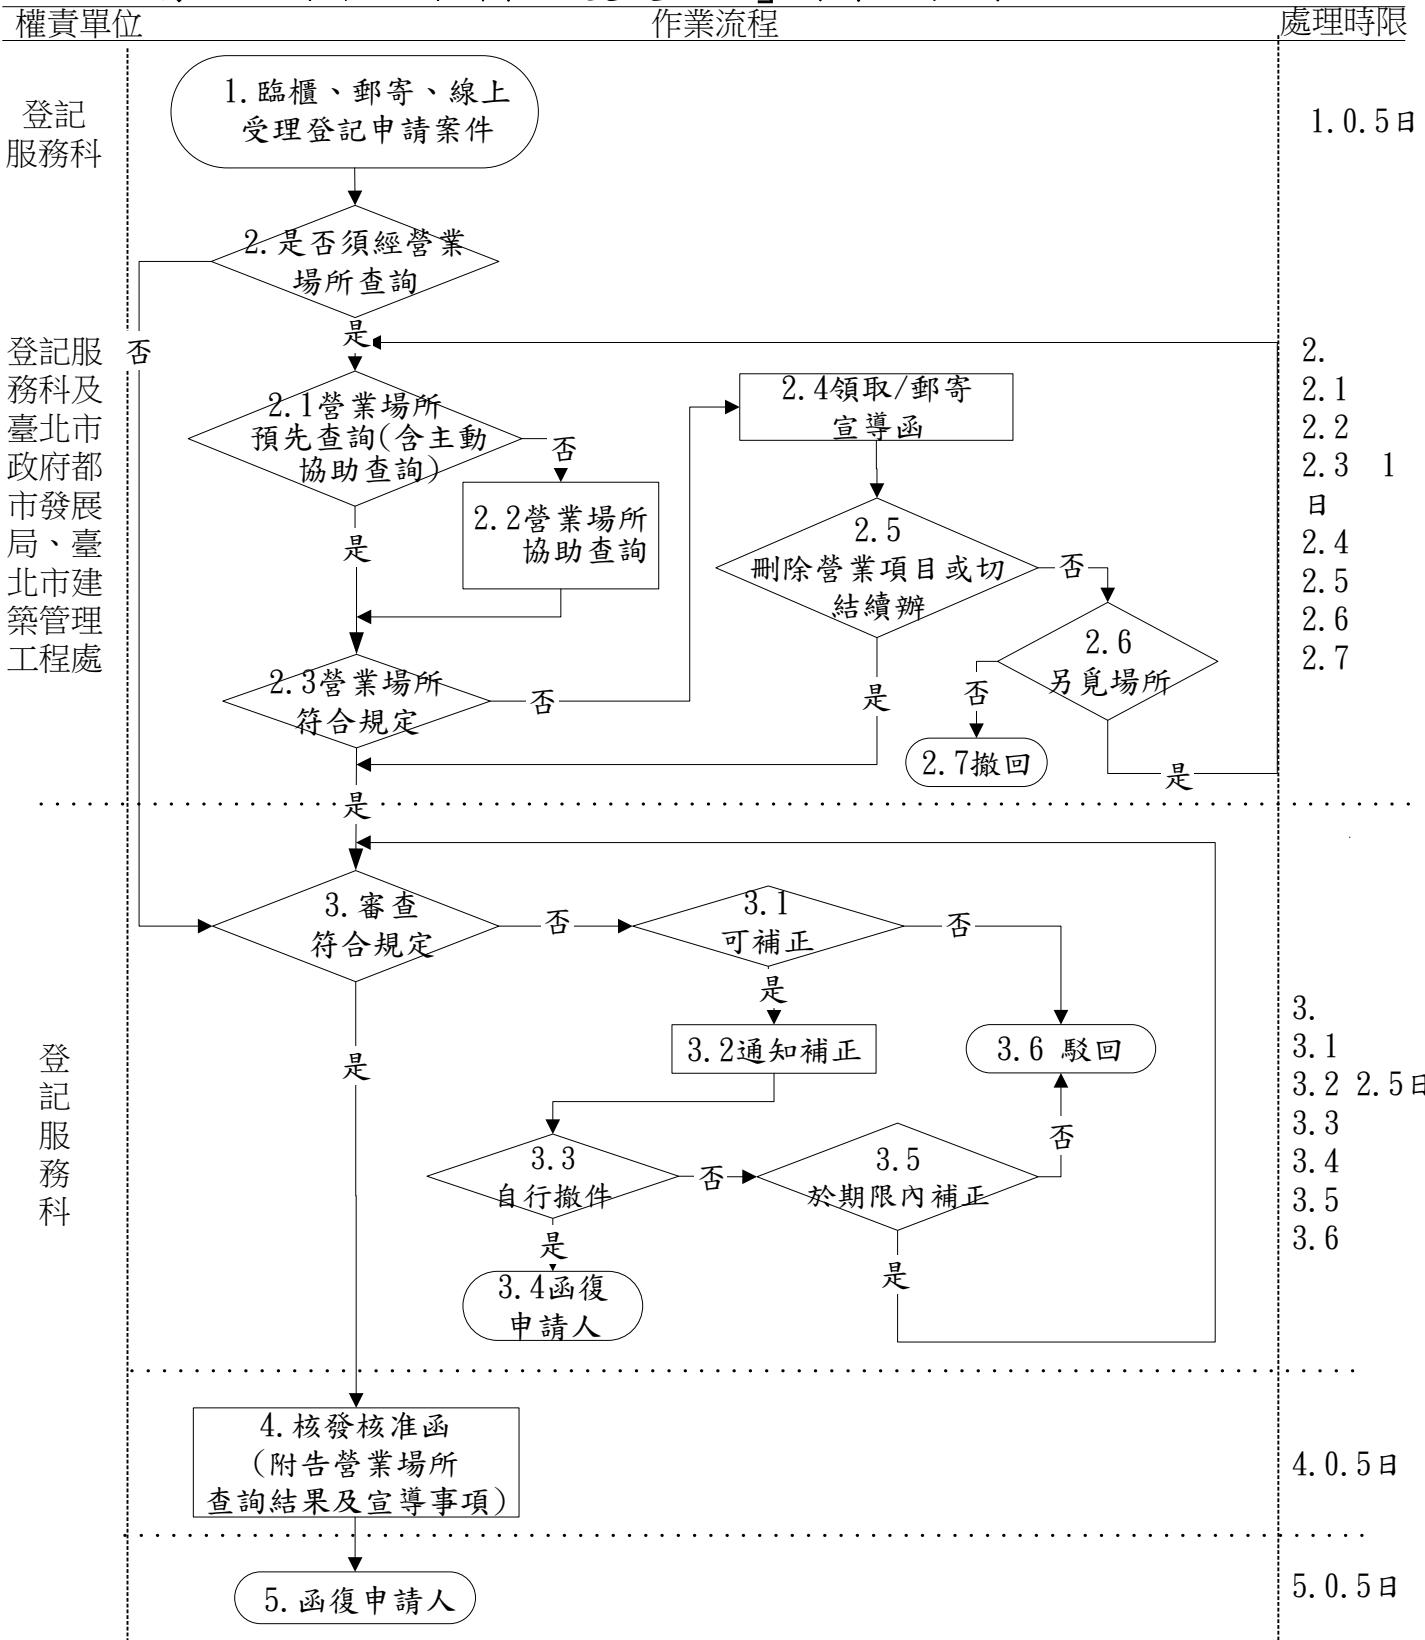 權責單位
作業流程
處理時限
登記
服務科
1.臨櫃、郵寄、線上
受理登記申請案件
1.0.5日
2.是否須經營業
場所查詢
否
是
登記服
務科及
臺北市
政府都
市發展
局、臺
北市建
築管理
工程處
2.1營業場所
預先查詢(含主動
協助查詢)
否
2.2營業場所
協助查詢
是
2.3營業場所
符合規定
否
2.4領取/郵寄
宣導函
2.5
刪除營業項目或切
結續辦
否
是
2.6
另覓場所
否
2.7撤回
是
2.
2.1
2.2
2.3 1
日
2.4
2.5
2.6
2.7
是
3.審查
符合規定
否
3.1
可補正
否
是
3.2通知補正
3.6 駁回
是
3.3
自行撤件
否
3.5
於期限內補正
否
是
3.4函復
申請人
是
登
記
服
務
科
3.
3.1
3.2 2.5日
3.3
3.4
3.5
3.6
4.核發核准函
(附告營業場所
查詢結果及宣導事項)
4.0.5日
5.函復申請人
5.0.5日